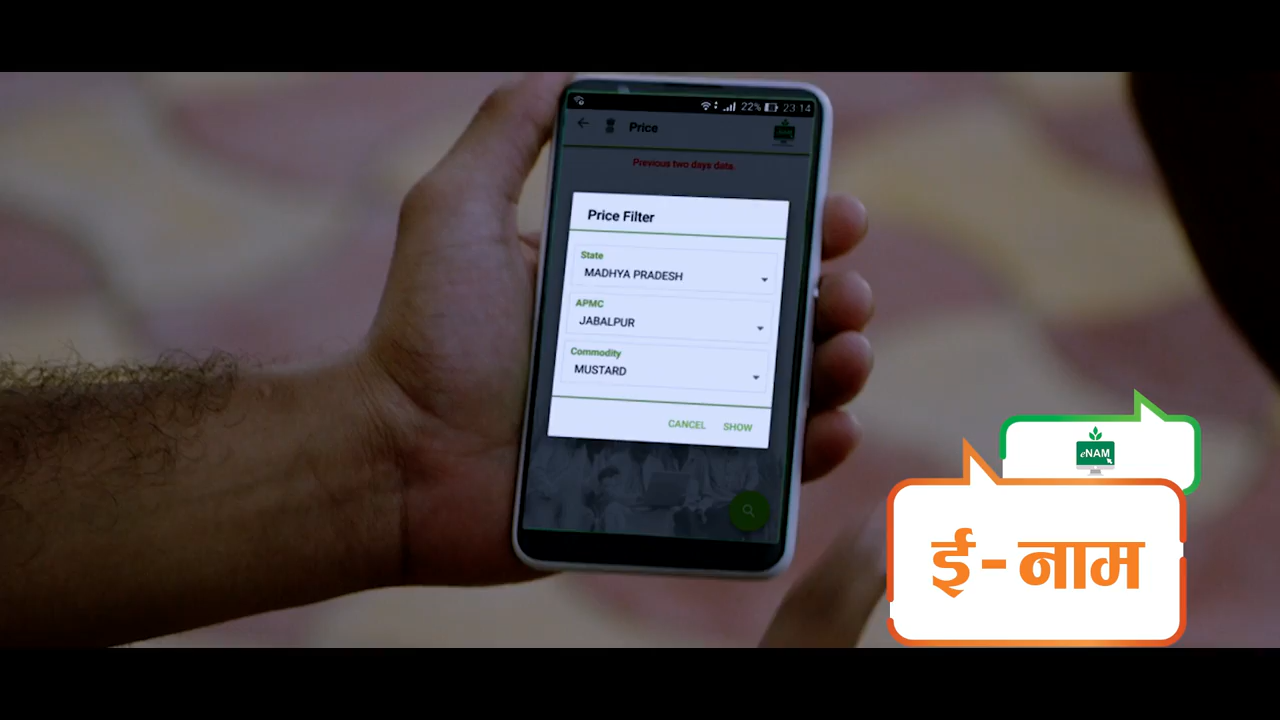 22% 23:14
Price
Previous two days data.
Price Filter
State
MADHYA PRADESH
APMC
JABALPUR
Commodity
MUSTARD
CANCEL SHOW
eNAM
ई-नाम